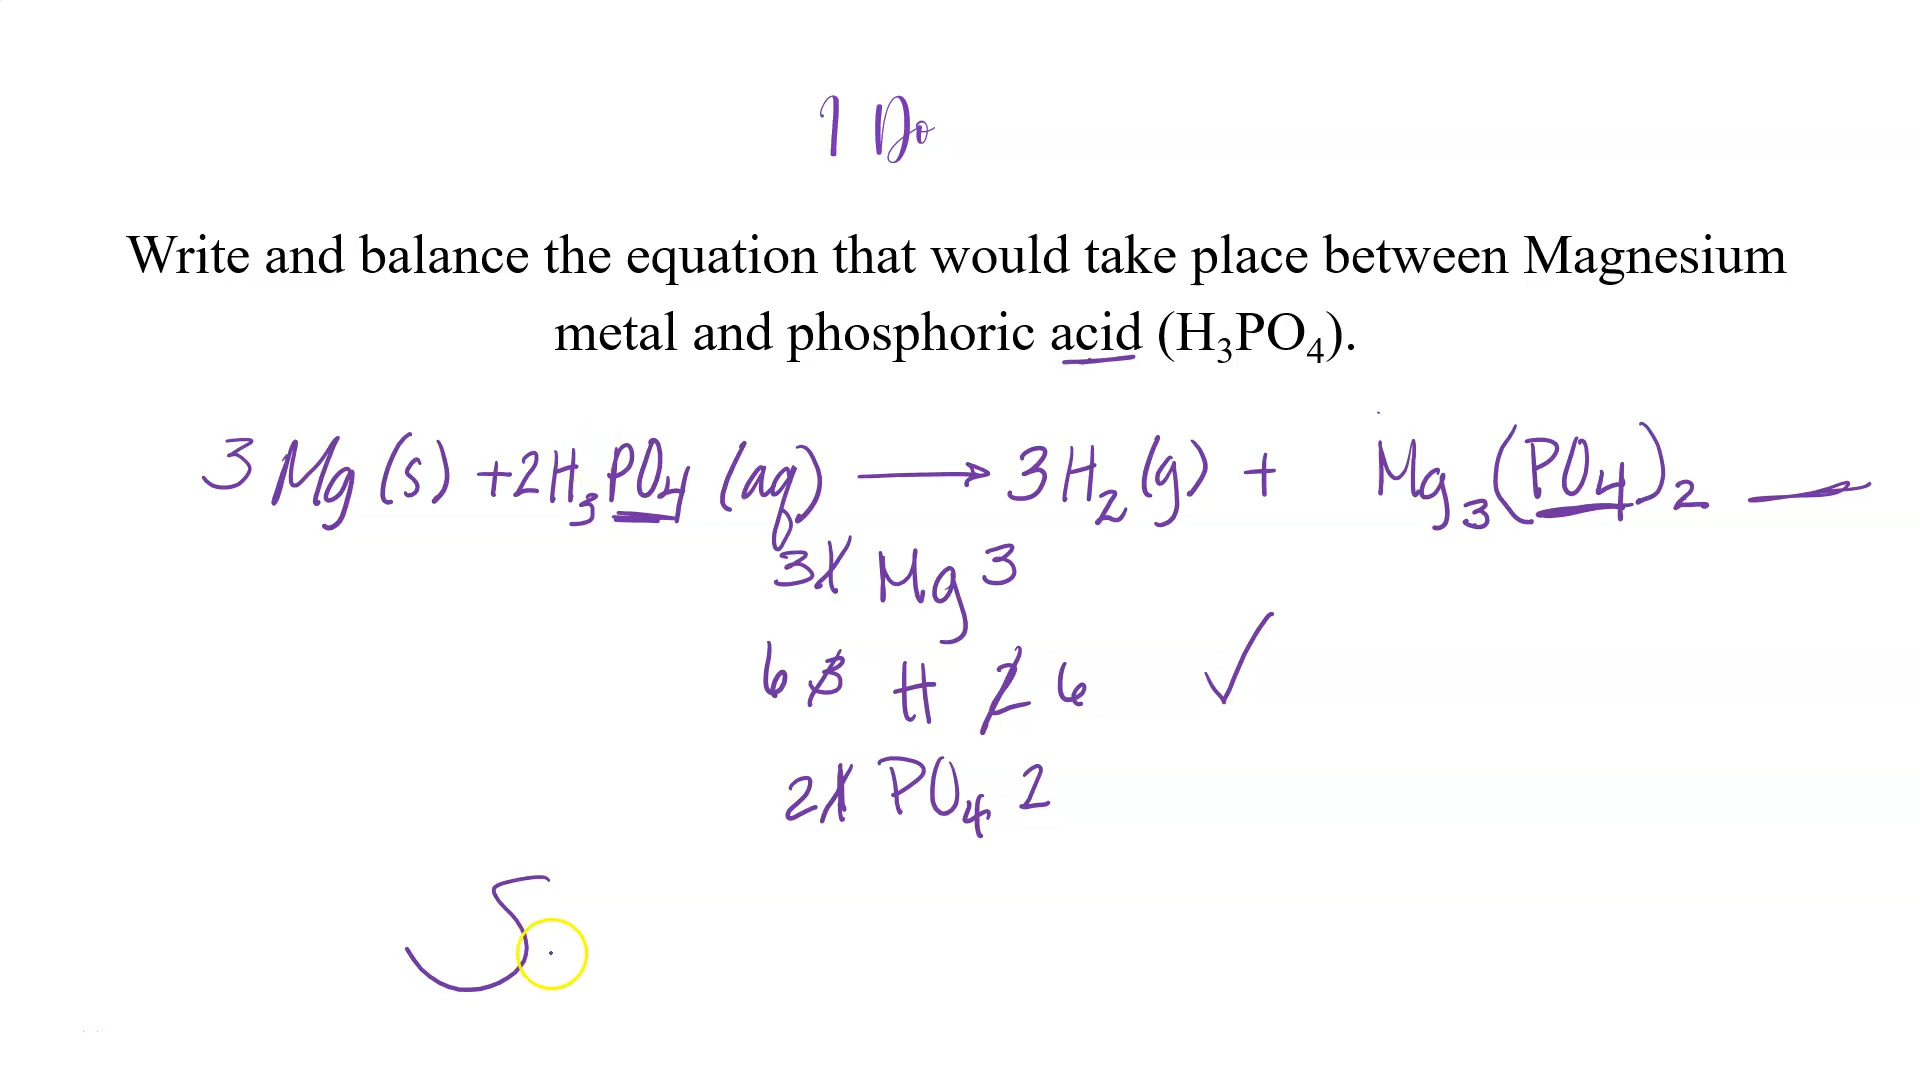 I Do
Write and balance the equation that would take place between Magnesium
metal and phosphoric acid (H₃PO₄).
3 Mg (s) + 2 H₃PO₄ (aq) ⟶ 3 H₂ (g) + Mg₃(PO₄)₂ —
3 1 Mg 3
6 3 H 2 6 ✓
2 1 PO₄ 2
S